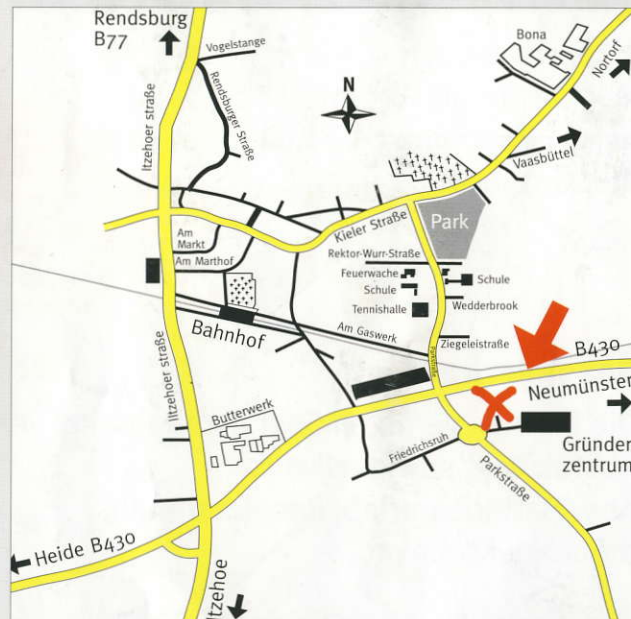 Rendsburg
B77
Vogelstange
Rendsburger Straße
Itzehoer straße
Bona
Nortorf
Vaasbüttel
N
Kieler Straße
Park
Am
Markt
Am Marthof
Rektor-Wurr-Straße
Feuerwache
Schule
Schule
Tennishalle
Wedderbrook
Bahnhof
Am Gaswerk
Ziegeleistraße
B430
Neumünster
Itzehoer straße
Butterwerk
Friedrichsruh
Parkstraße
Gründer
zentrum
Heide B430
Itzehoe